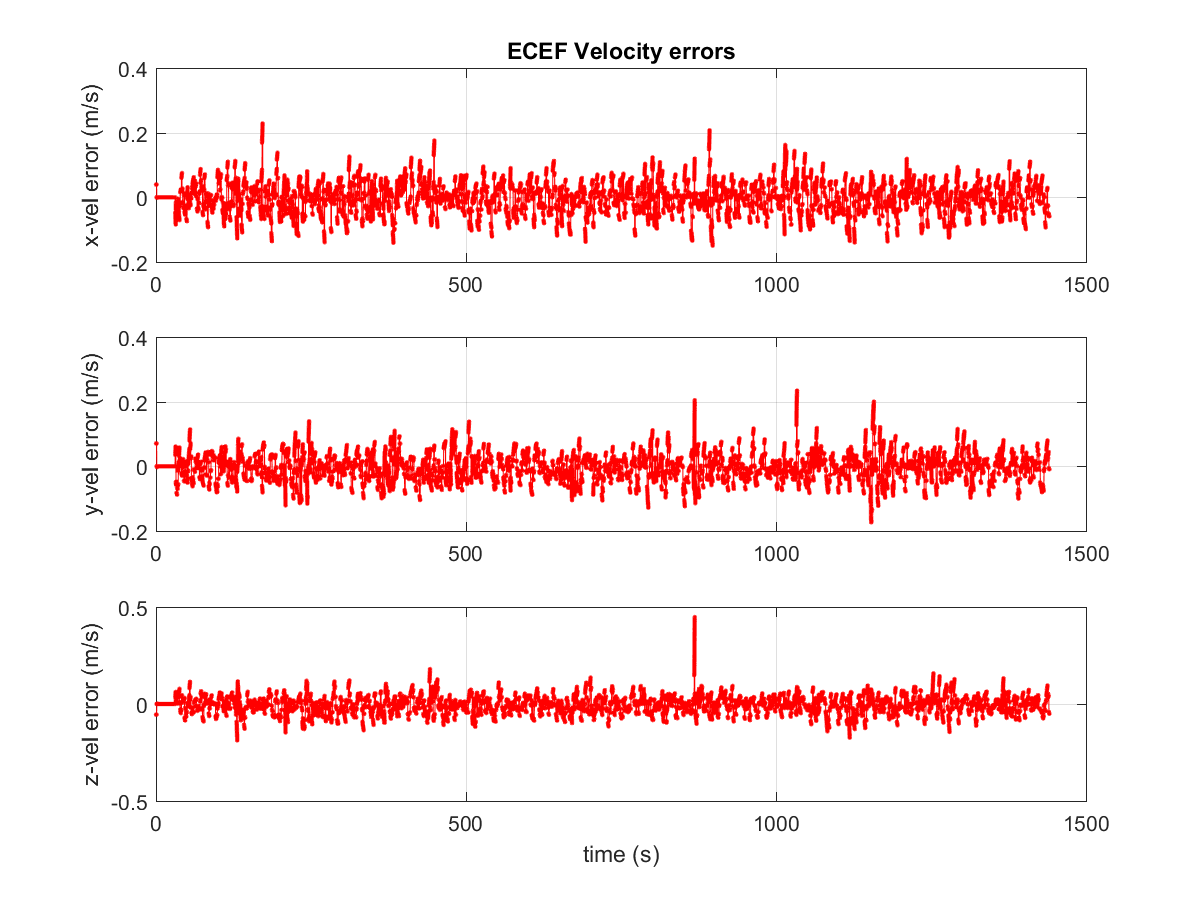 ECEF Velocity errors
0.4
0.2
0
-0.2
x-vel error (m/s)
0 500 1000 1500
0.4
0.2
0
-0.2
y-vel error (m/s)
0 500 1000 1500
0.5
0
-0.5
z-vel error (m/s)
0 500 1000 1500
time (s)